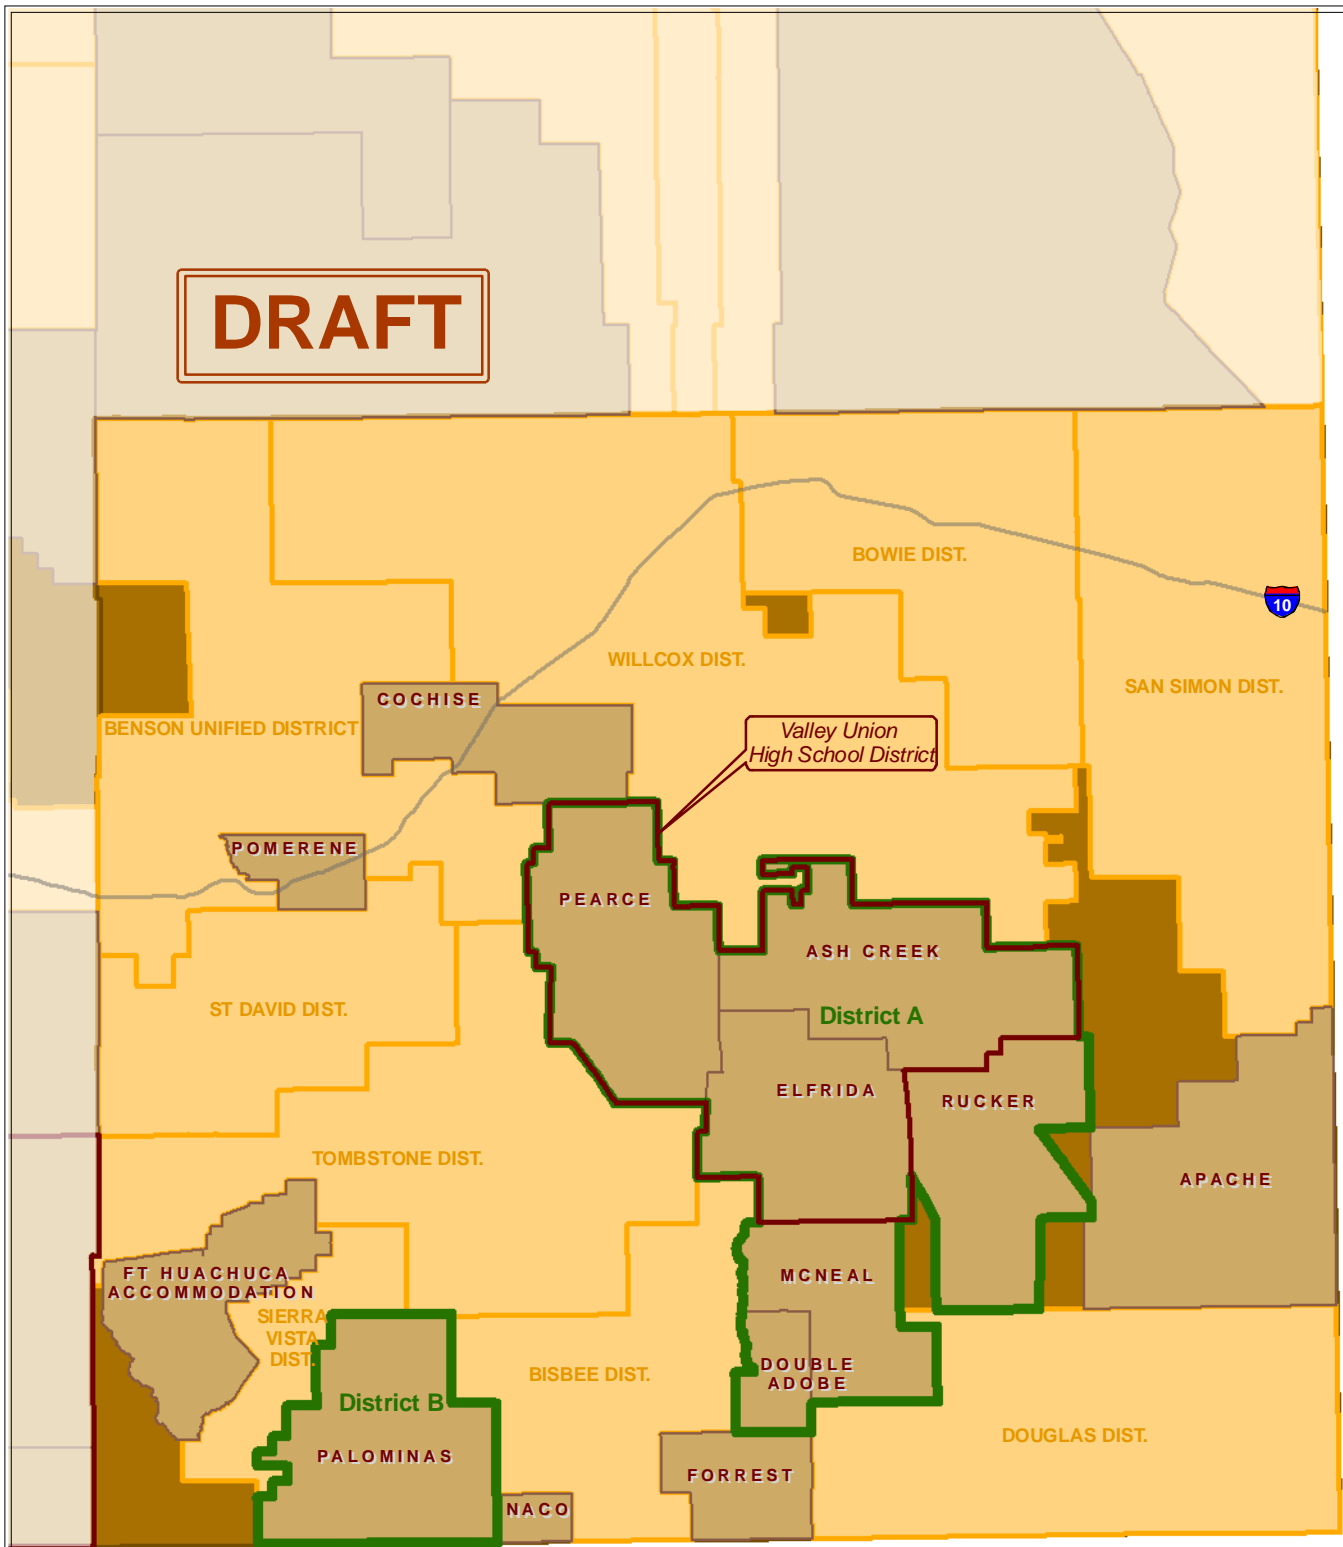 DRAFT
BOWIE DIST.
10
WILLCOX DIST.
SAN SIMON DIST.
COCHISE
BENSON UNIFIED DISTRICT
Valley Union
High School District
POMERENE
PEARCE
ASH CREEK
ST DAVID DIST.
District A
ELFRIDA
RUCKER
TOMBSTONE DIST.
APACHE
FT HUACHUCA
ACCOMMODATION
MCNEAL
SIERRA
VISTA
DIST.
DOUBLE
ADOBE
BISBEE DIST.
District B
DOUGLAS DIST.
PALOMINAS
FORREST
NACO